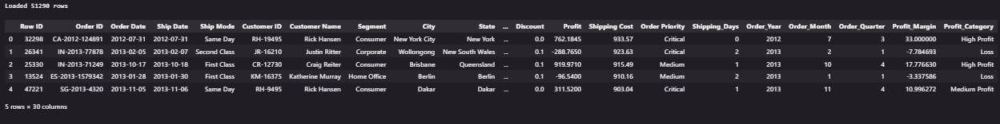 Loaded 51290 rows
Row ID Order ID Order Date Ship Date Ship Mode Customer ID Customer Name Segment City State ... Discount Profit Shipping Cost Order Priority Shipping_Days Order_Year Order_Month Order_Quarter Profit_Margin Profit_Category
0 32298 CA-2012-124891 2012-07-31 2012-07-31 Same Day RH-19495 Rick Hansen Consumer New York City New York ... 0.0 762.1845 933.57 Critical 0 2012 7 3 33.000000 High Profit
1 26341 IN-2013-77878 2013-02-05 2013-02-07 Second Class JR-16210 Justin Ritter Corporate Wollongong New South Wales ... 0.1 -288.7650 923.63 Critical 2 2013 2 1 -7.784693 Loss
2 25330 IN-2013-71249 2013-10-17 2013-10-18 First Class CR-12730 Craig Reiter Consumer Brisbane Queensland ... 0.1 919.9710 915.49 Medium 1 2013 10 4 17.776630 High Profit
3 13524 ES-2013-1579342 2013-01-28 2013-01-30 First Class KM-16375 Katherine Murray Home Office Berlin Berlin ... 0.1 -96.5400 910.16 Medium 2 2013 1 1 -3.337586 Loss
4 47221 SG-2013-4320 2013-11-05 2013-11-06 Same Day RH-9495 Rick Hansen Consumer Dakar Dakar ... 0.0 311.5200 903.04 Critical 1 2013 11 4 10.996272 Medium Profit
5 rows × 30 columns